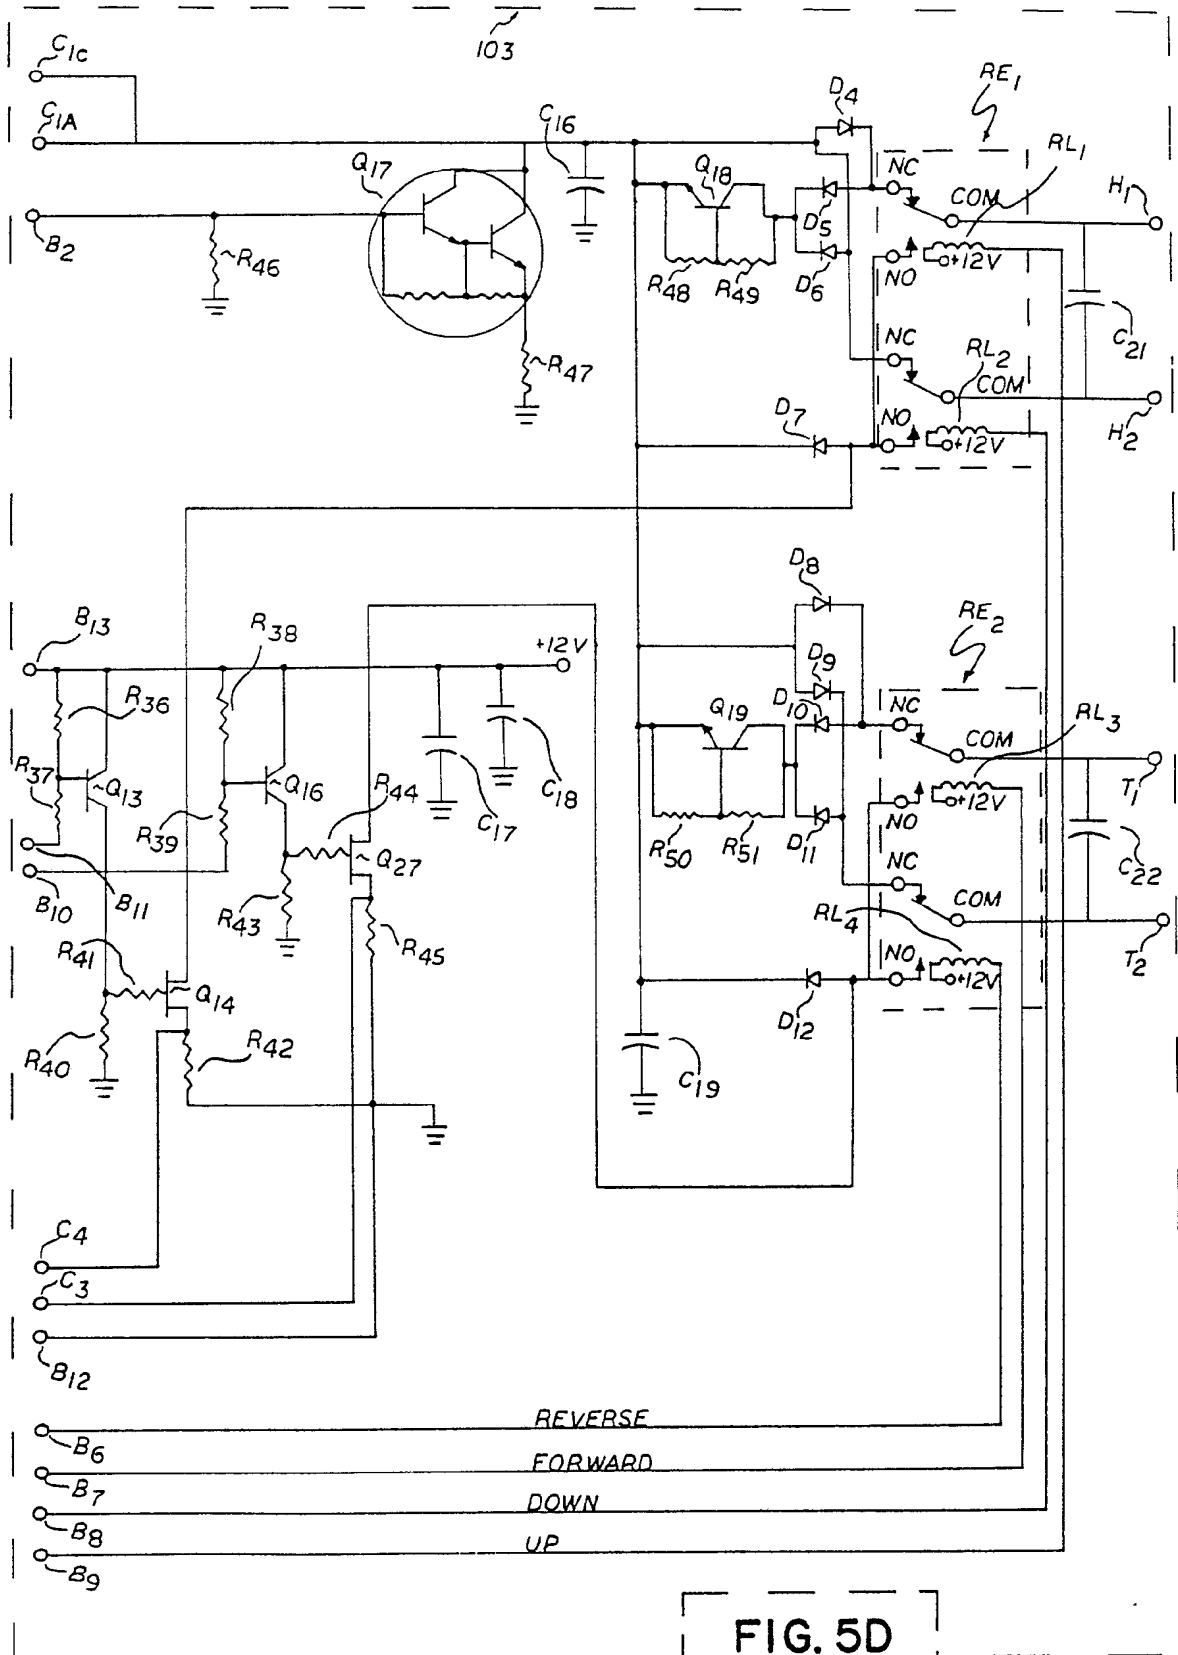 103
C1c
C1A
B2
Q17
C16
R46
R47
D4
RE1
Q18
NC
RL1
COM
H1
D5
D6
R48
R49
NO
+12V
C21
NC
RL2
COM
H2
D7
NO
+12V
D8
B13
R38
+12V
RE2
D9
D10
Q19
NC
RL3
R36
COM
T1
R37
Q13
Q16
R44
C18
C17
NO
+12V
R39
Q27
R50
R51
D11
NC
C22
B10
B11
R43
R45
RL4
COM
T2
R41
Q14
NO
+12V
D12
R40
R42
C19
C4
C3
B12
REVERSE
B6
FORWARD
B7
DOWN
B8
UP
B9
FIG. 5D